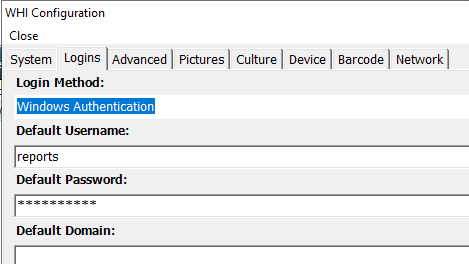 WHI Configuration
Close
System Logins Advanced Pictures Culture Device Barcode Network
Login Method:
Windows Authentication
Default Username:
reports
Default Password:
**********
Default Domain: